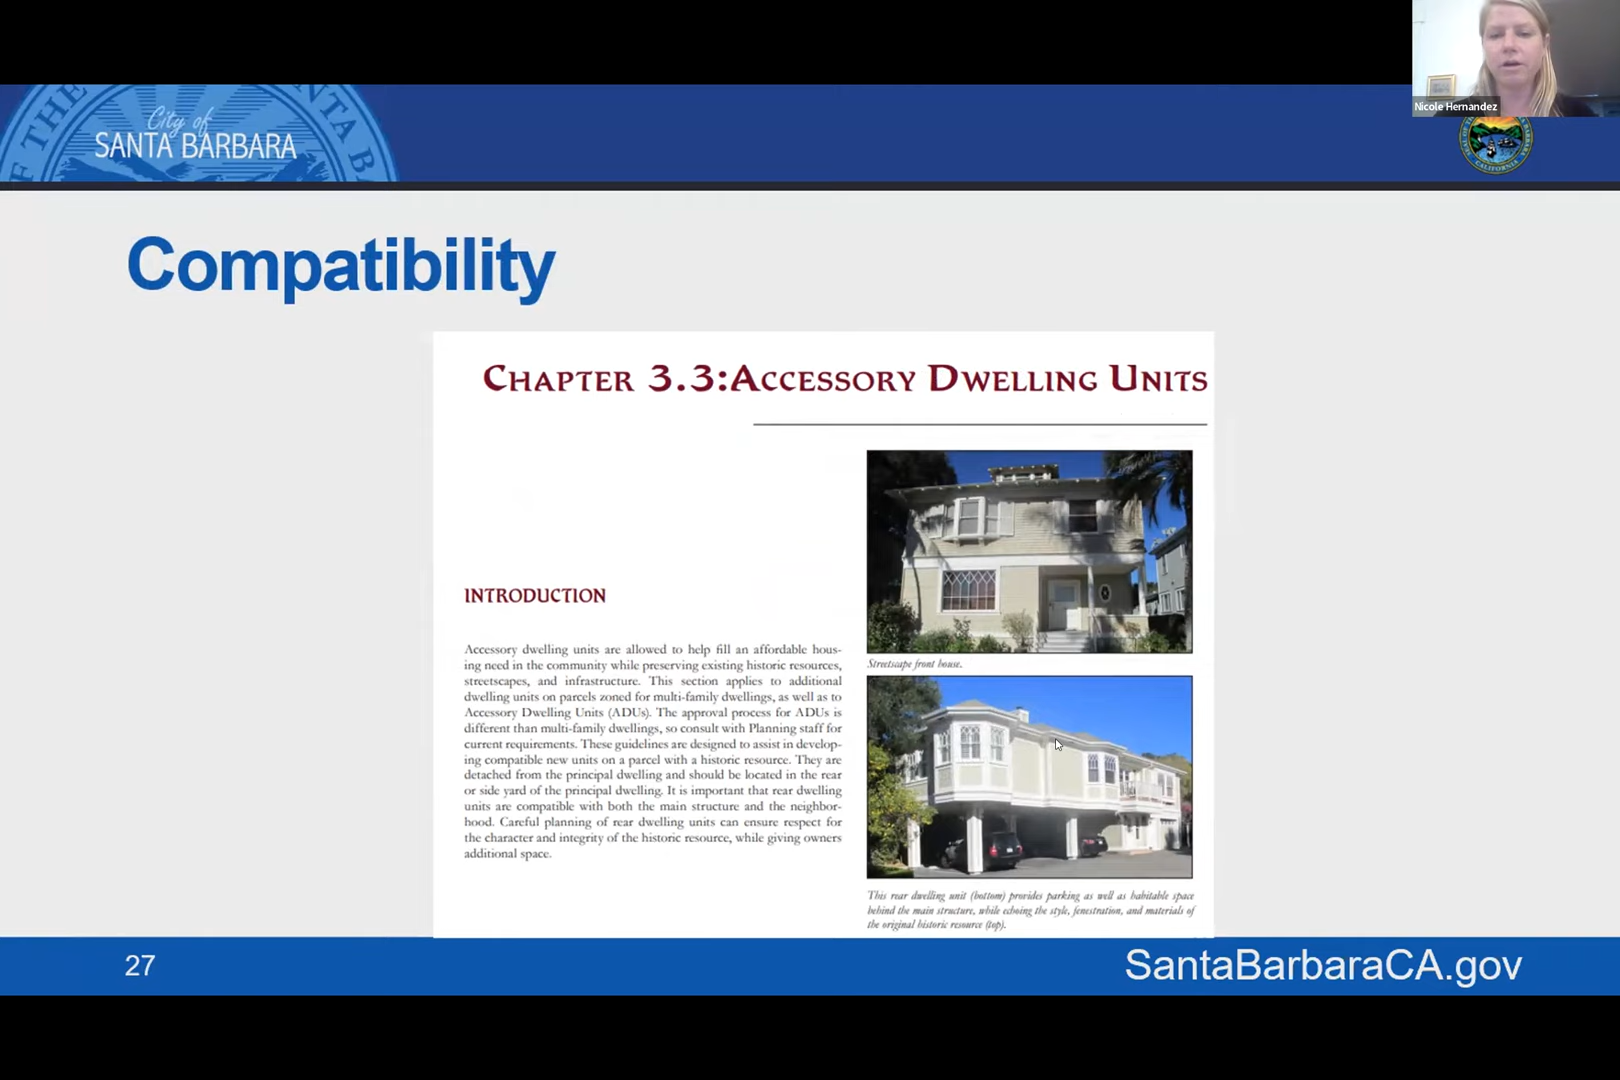 City of
SANTA BARBARA
Nicole Hernandez
CALIFORNIA
Compatibility
CHAPTER 3.3:ACCESSORY DWELLING UNITS
INTRODUCTION
Accessory dwelling units are allowed to help fill an affordable hous-
ing need in the community while preserving existing historic resources,
streetscapes, and infrastructure. This section applies to additional
dwelling units on parcels zoned for multi-family dwellings, as well as to
Accessory Dwelling Units (ADUs). The approval process for ADUs is
different than multi-family dwellings, so consult with Planning staff for
current requirements. These guidelines are designed to assist in develop-
ing compatible new units on a parcel with a historic resource. They are
detached from the principal dwelling and should be located in the rear
or side yard of the principal dwelling. It is important that rear dwelling
units are compatible with both the main structure and the neighbor-
hood. Careful planning of rear dwelling units can ensure respect for
the character and integrity of the historic resource, while giving owners
additional space.
Streetscape front house.
This rear dwelling unit (bottom) provides parking as well as habitable space
behind the main structure, while echoing the style, fenestration, and materials of
the original historic resource (top).
27
SantaBarbaraCA.gov